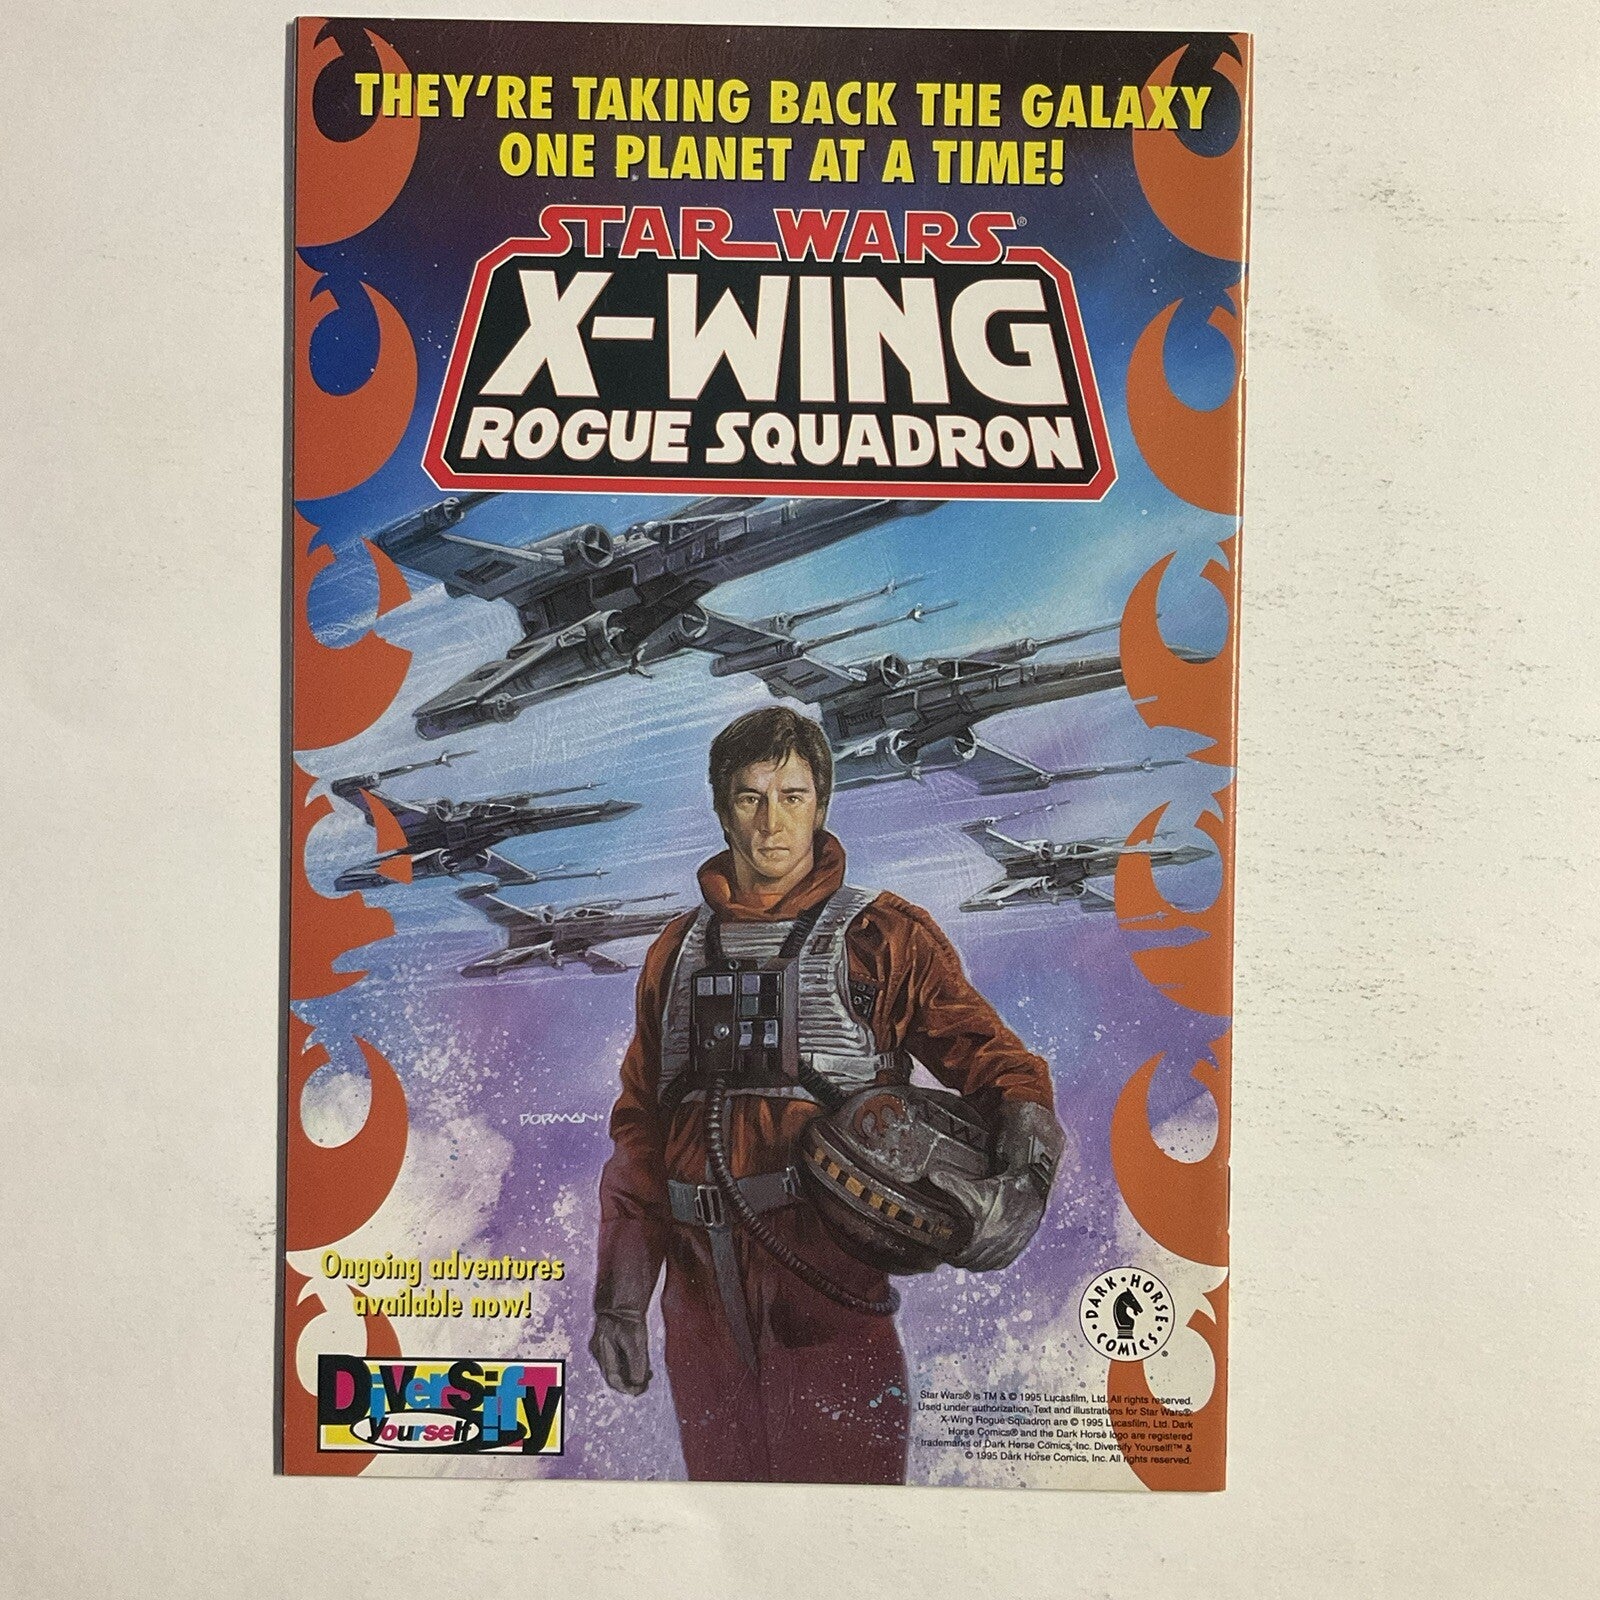 THEY'RE TAKING BACK THE GALAXY
ONE PLANET AT A TIME!
STAR WARS®
X-WING
ROGUE SQUADRON
DORMAN
Ongoing adventures
available now!
Diversify
Yourself
DARK HORSE COMICS®
Star Wars® is TM & © 1995 Lucasfilm, Ltd. All rights reserved.
Used under authorization. Text and illustrations for Star Wars®:
X-Wing Rogue Squadron are © 1995 Lucasfilm, Ltd. Dark
Horse Comics® and the Dark Horse logo are registered
trademarks of Dark Horse Comics, Inc. Diversify Yourself!™ &
© 1995 Dark Horse Comics, Inc. All rights reserved.